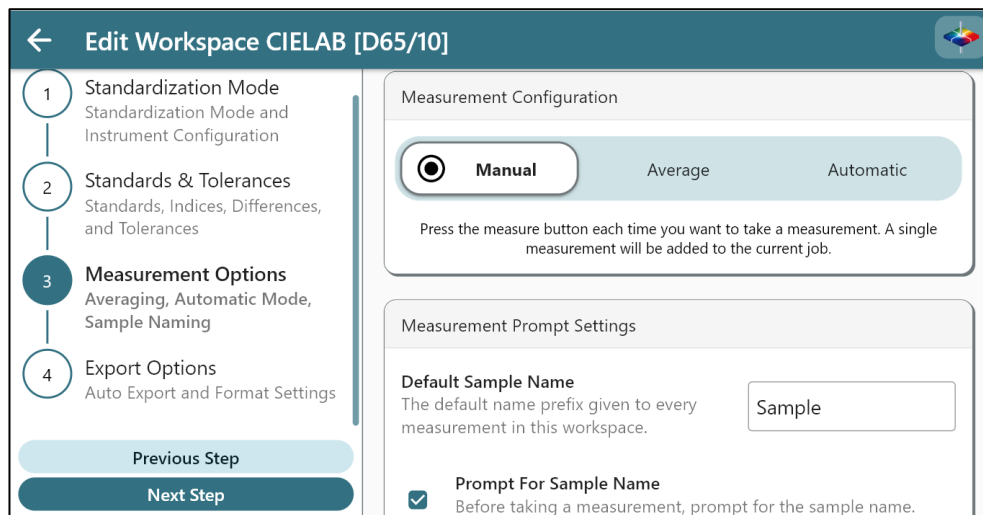 Edit Workspace CIELAB [D65/10]
1
Standardization Mode
Standardization Mode and
Instrument Configuration
2
Standards & Tolerances
Standards, Indices, Differences,
and Tolerances
3
Measurement Options
Averaging, Automatic Mode,
Sample Naming
4
Export Options
Auto Export and Format Settings
Previous Step
Next Step
Measurement Configuration
Manual Average Automatic
Press the measure button each time you want to take a measurement. A single
measurement will be added to the current job.
Measurement Prompt Settings
Default Sample Name
The default name prefix given to every
measurement in this workspace.
Sample
Prompt For Sample Name
Before taking a measurement, prompt for the sample name.